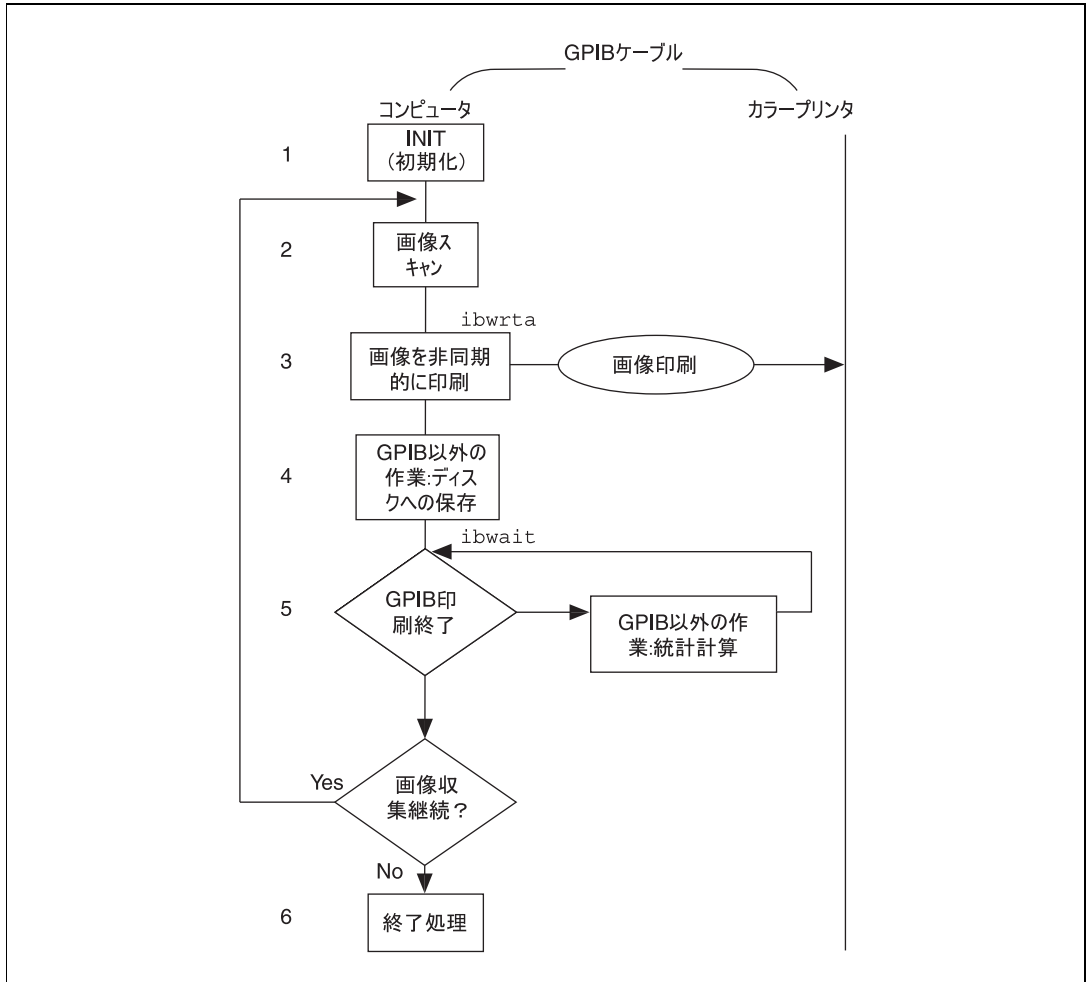 GPIBケーブル
コンピュータ
カラープリンタ
1
INIT
(初期化)
2
画像ス
キャン
ibwrta
3
画像を非同期
的に印刷
画像印刷
4
GPIB以外の
作業:ディス
クへの保存
ibwait
5
GPIB印
刷終了
GPIB以外の作
業:統計計算
Yes
画像収
集継続？
No
6
終了処理